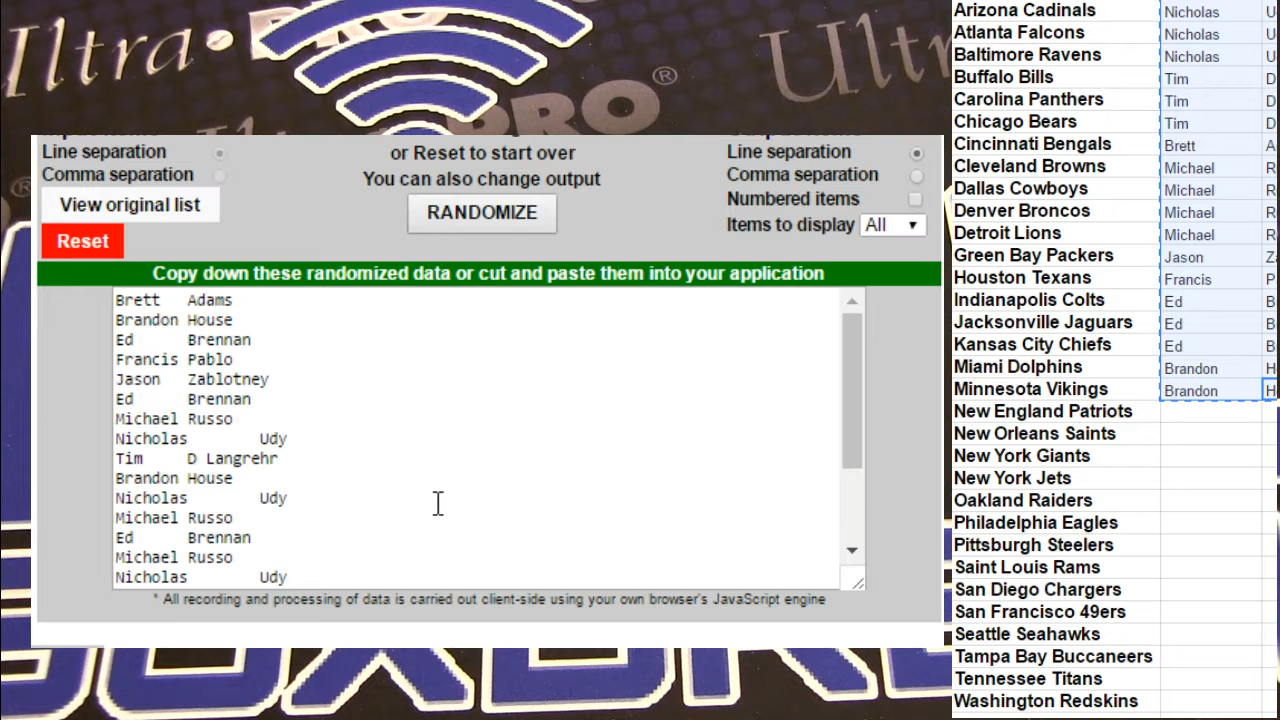 Ultra PRO ®
Ult
®
Line separation
Comma separation
View original list
Reset
or Reset to start over
You can also change output
RANDOMIZE
Line separation
Comma separation
Numbered items
Items to display All
Copy down these randomized data or cut and paste them into your application
Brett Adams
Brandon House
Ed Brennan
Francis Pablo
Jason Zablotney
Ed Brennan
Michael Russo
Nicholas Udy
Tim D Langrehr
Brandon House
Nicholas Udy
Michael Russo
Ed Brennan
Michael Russo
Nicholas Udy
* All recording and processing of data is carried out client-side using your own browser's JavaScript engine
Arizona Cadinals Nicholas U
Atlanta Falcons Nicholas U
Baltimore Ravens Nicholas U
Buffalo Bills Tim D
Carolina Panthers Tim D
Chicago Bears Tim D
Cincinnati Bengals Brett A
Cleveland Browns Michael R
Dallas Cowboys Michael R
Denver Broncos Michael R
Detroit Lions Michael R
Green Bay Packers Jason Z
Houston Texans Francis P
Indianapolis Colts Ed B
Jacksonville Jaguars Ed B
Kansas City Chiefs Ed B
Miami Dolphins Brandon H
Minnesota Vikings Brandon H
New England Patriots
New Orleans Saints
New York Giants
New York Jets
Oakland Raiders
Philadelphia Eagles
Pittsburgh Steelers
Saint Louis Rams
San Diego Chargers
San Francisco 49ers
Seattle Seahawks
Tampa Bay Buccaneers
Tennessee Titans
Washington Redskins